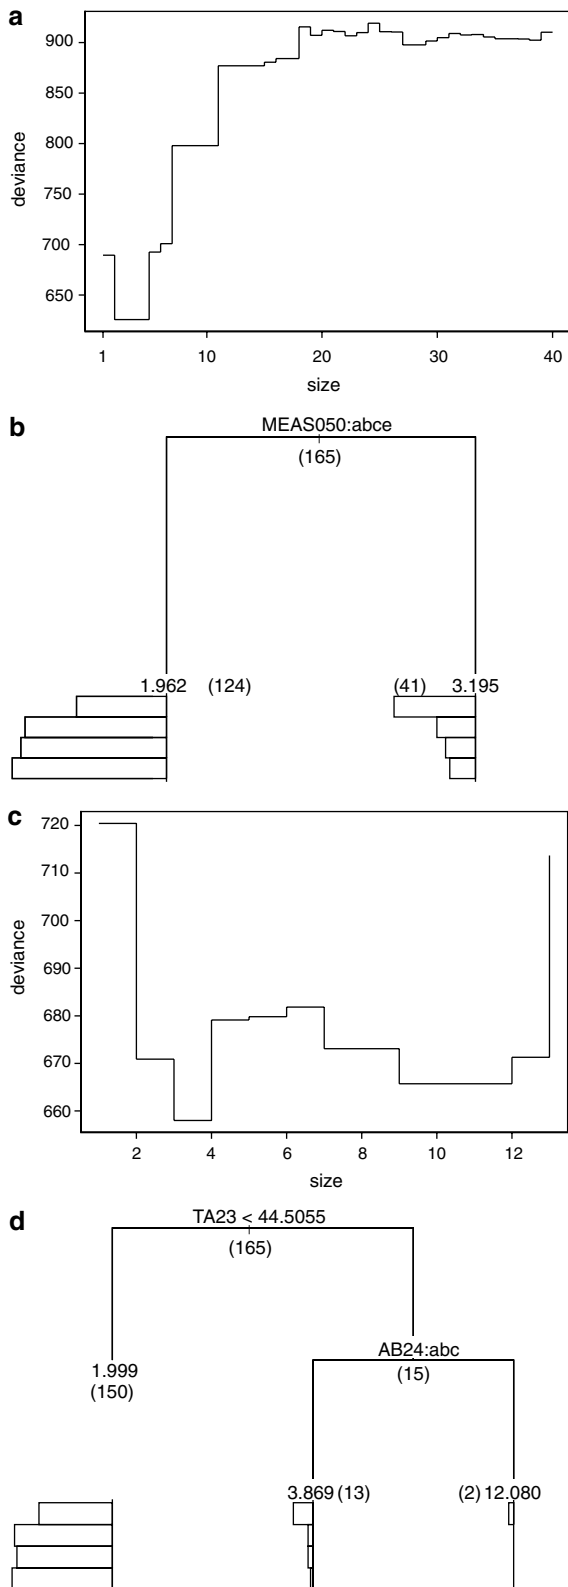 a
900
850
800
750
700
650
deviance
1 10 20 30 40
size
b
MEAS050:abce
(165)
1.962 (124) (41) 3.195
c
720
710
700
690
680
670
660
deviance
2 4 6 8 10 12
size
d
TA23 < 44.5055
(165)
AB24:abc
1.999 (15)
(150)
3.869 (13) (2) 12.080